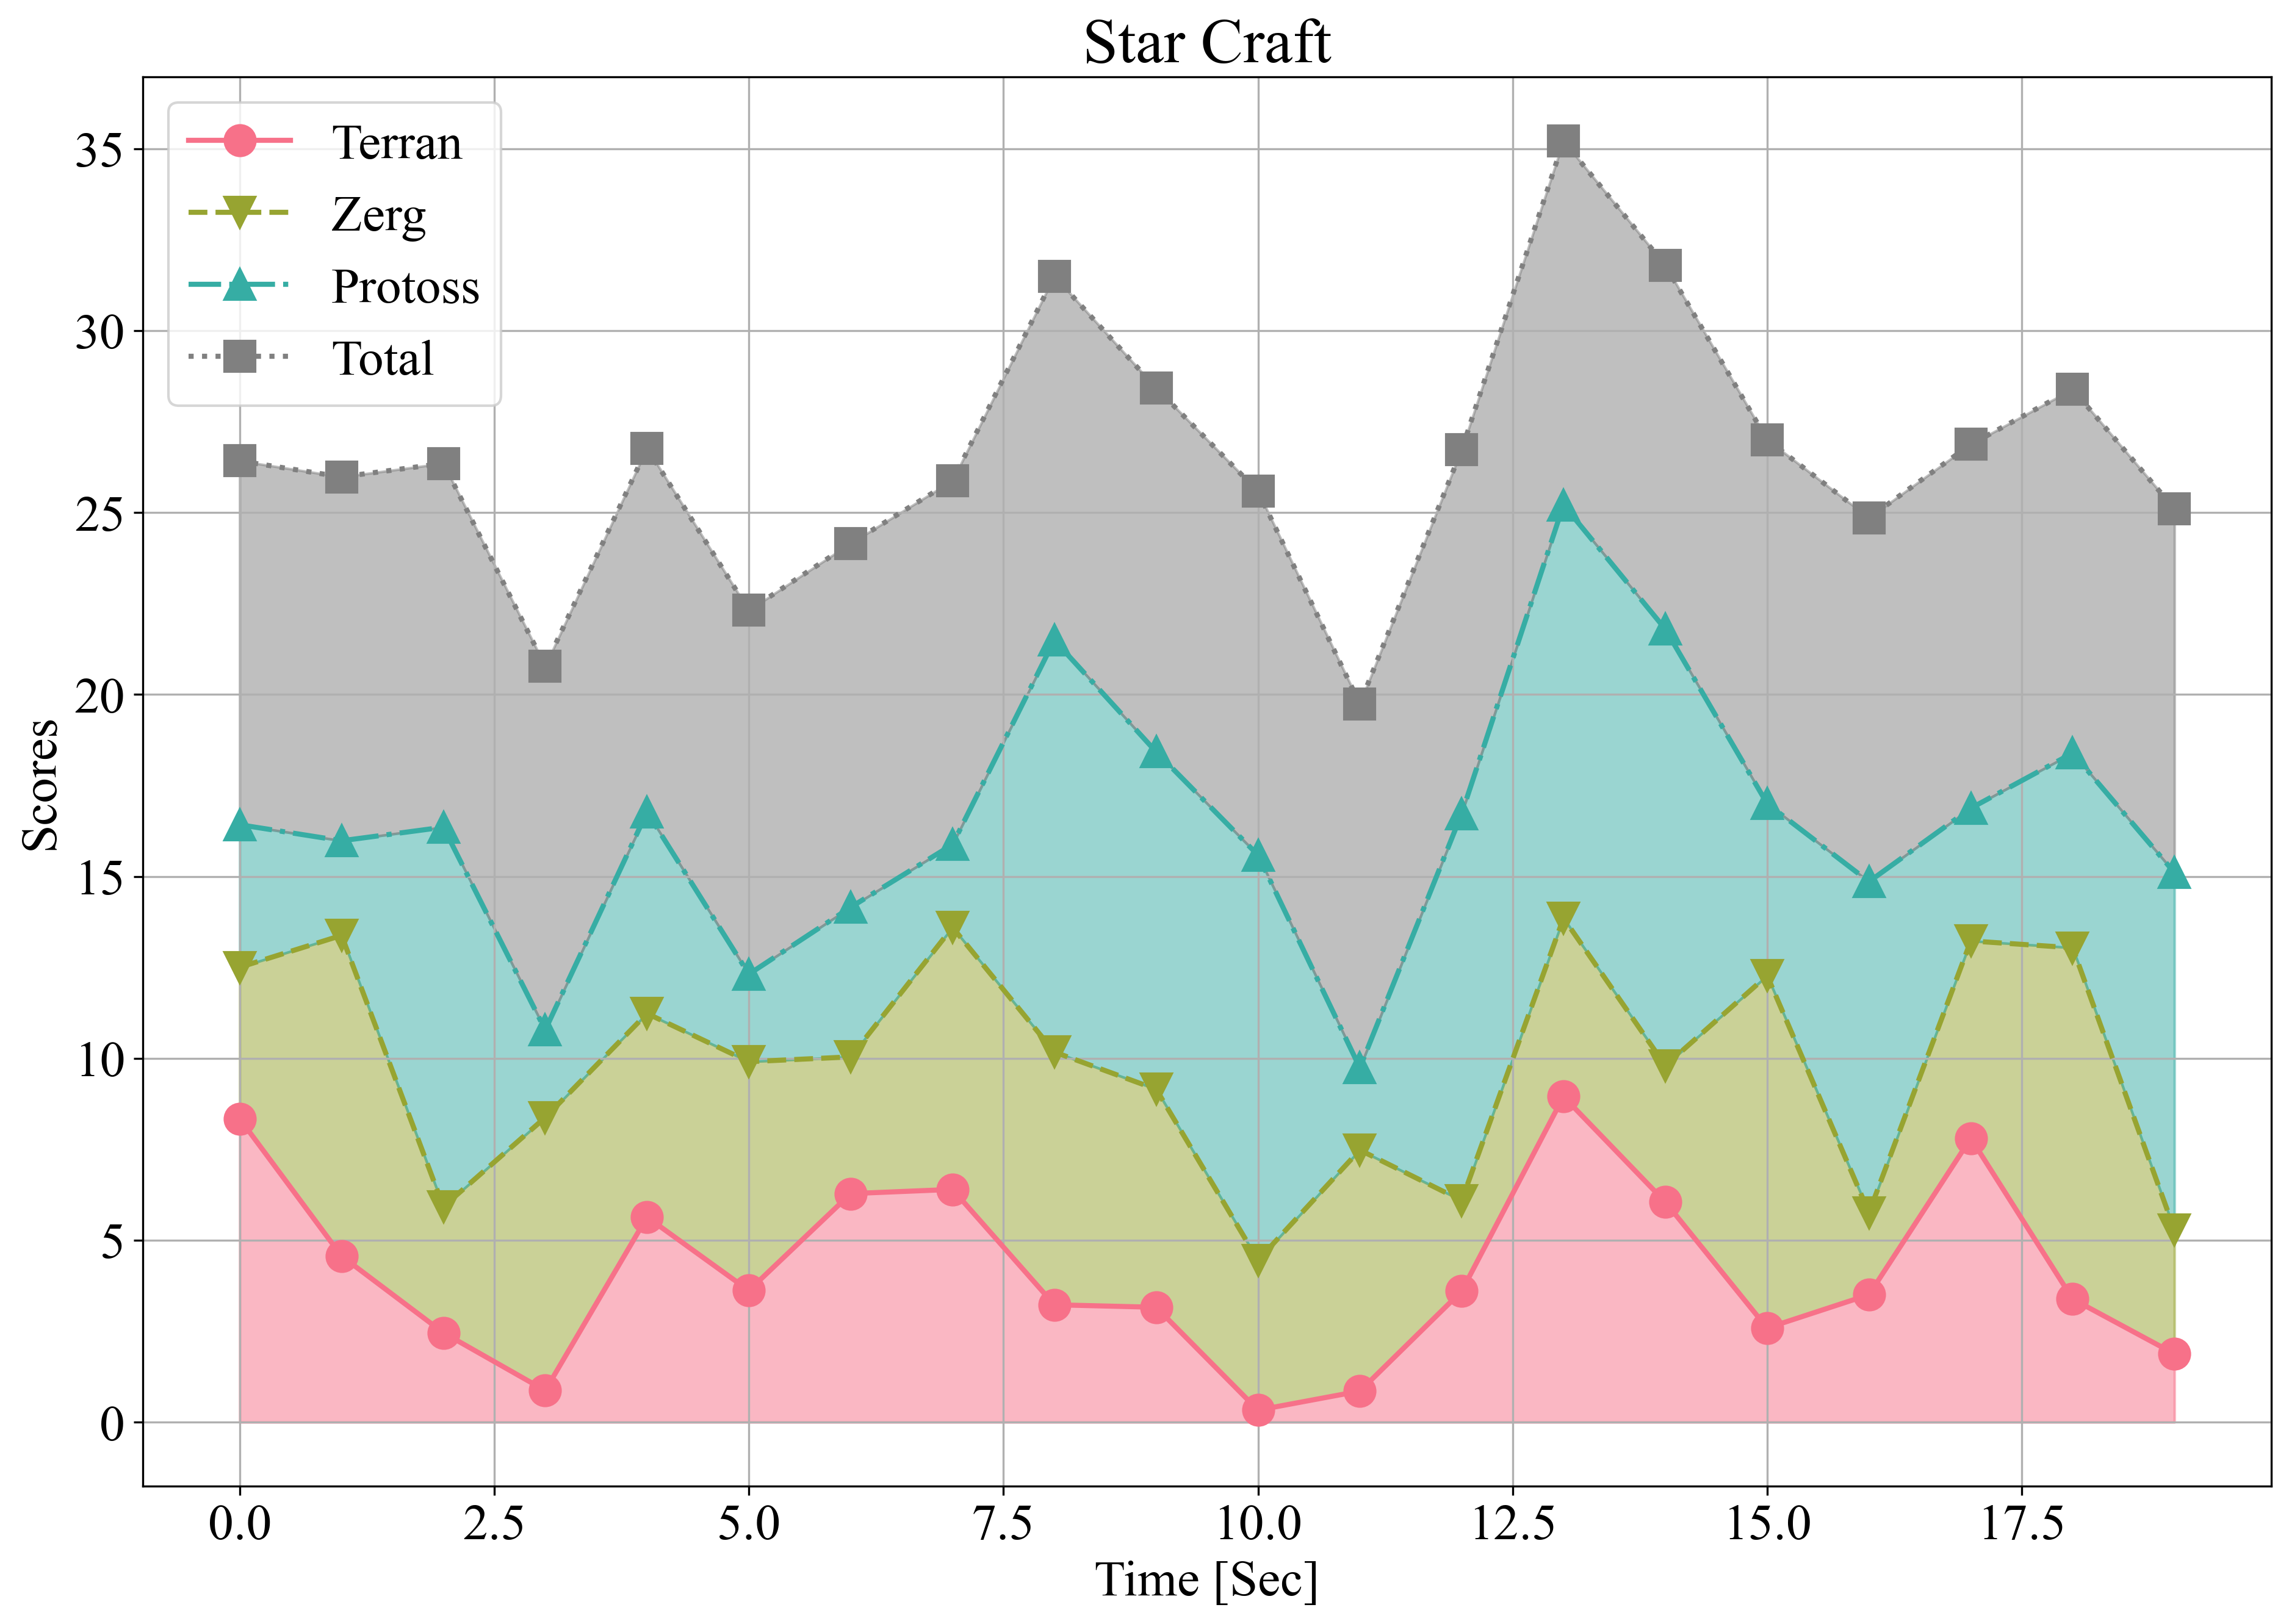 Star Craft
Terran
Zerg
Protoss
Total
35
30
25
20
15
10
5
0
Scores
0.0 2.5 5.0 7.5 10.0 12.5 15.0 17.5
Time [Sec]